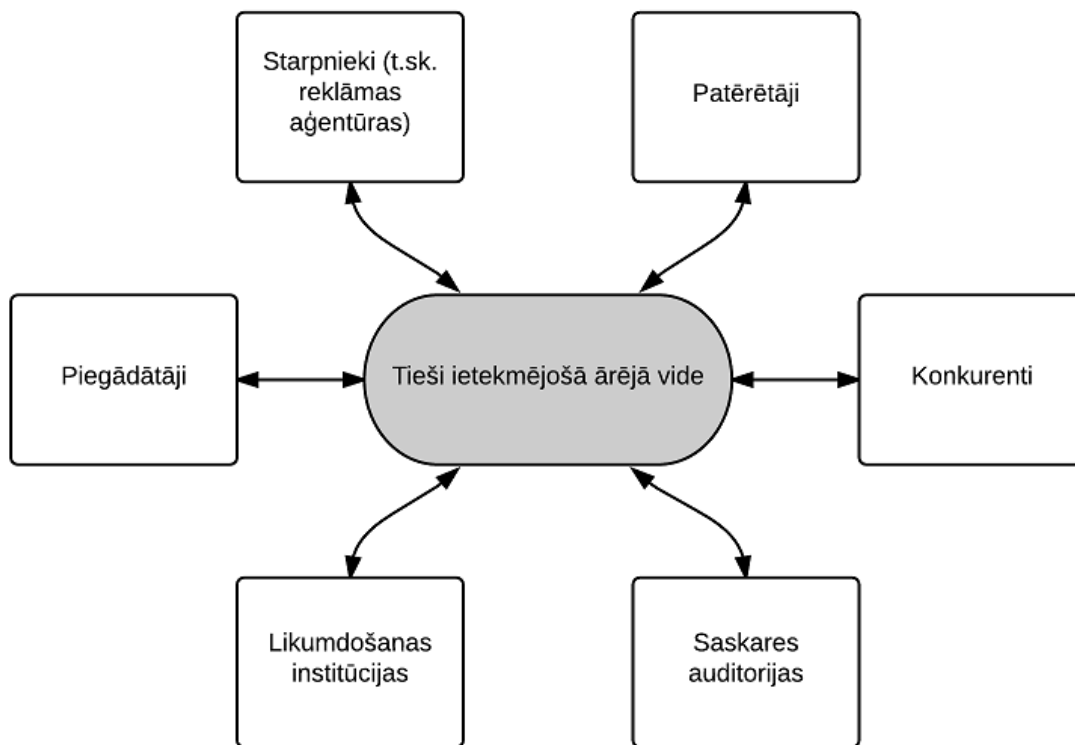 Starpnieki (t.sk.
reklāmas
aģentūras)
Patērētāji
Piegādātāji
Tieši ietekmējošā ārējā vide
Konkurenti
Likumdošanas
institūcijas
Saskares
auditorijas